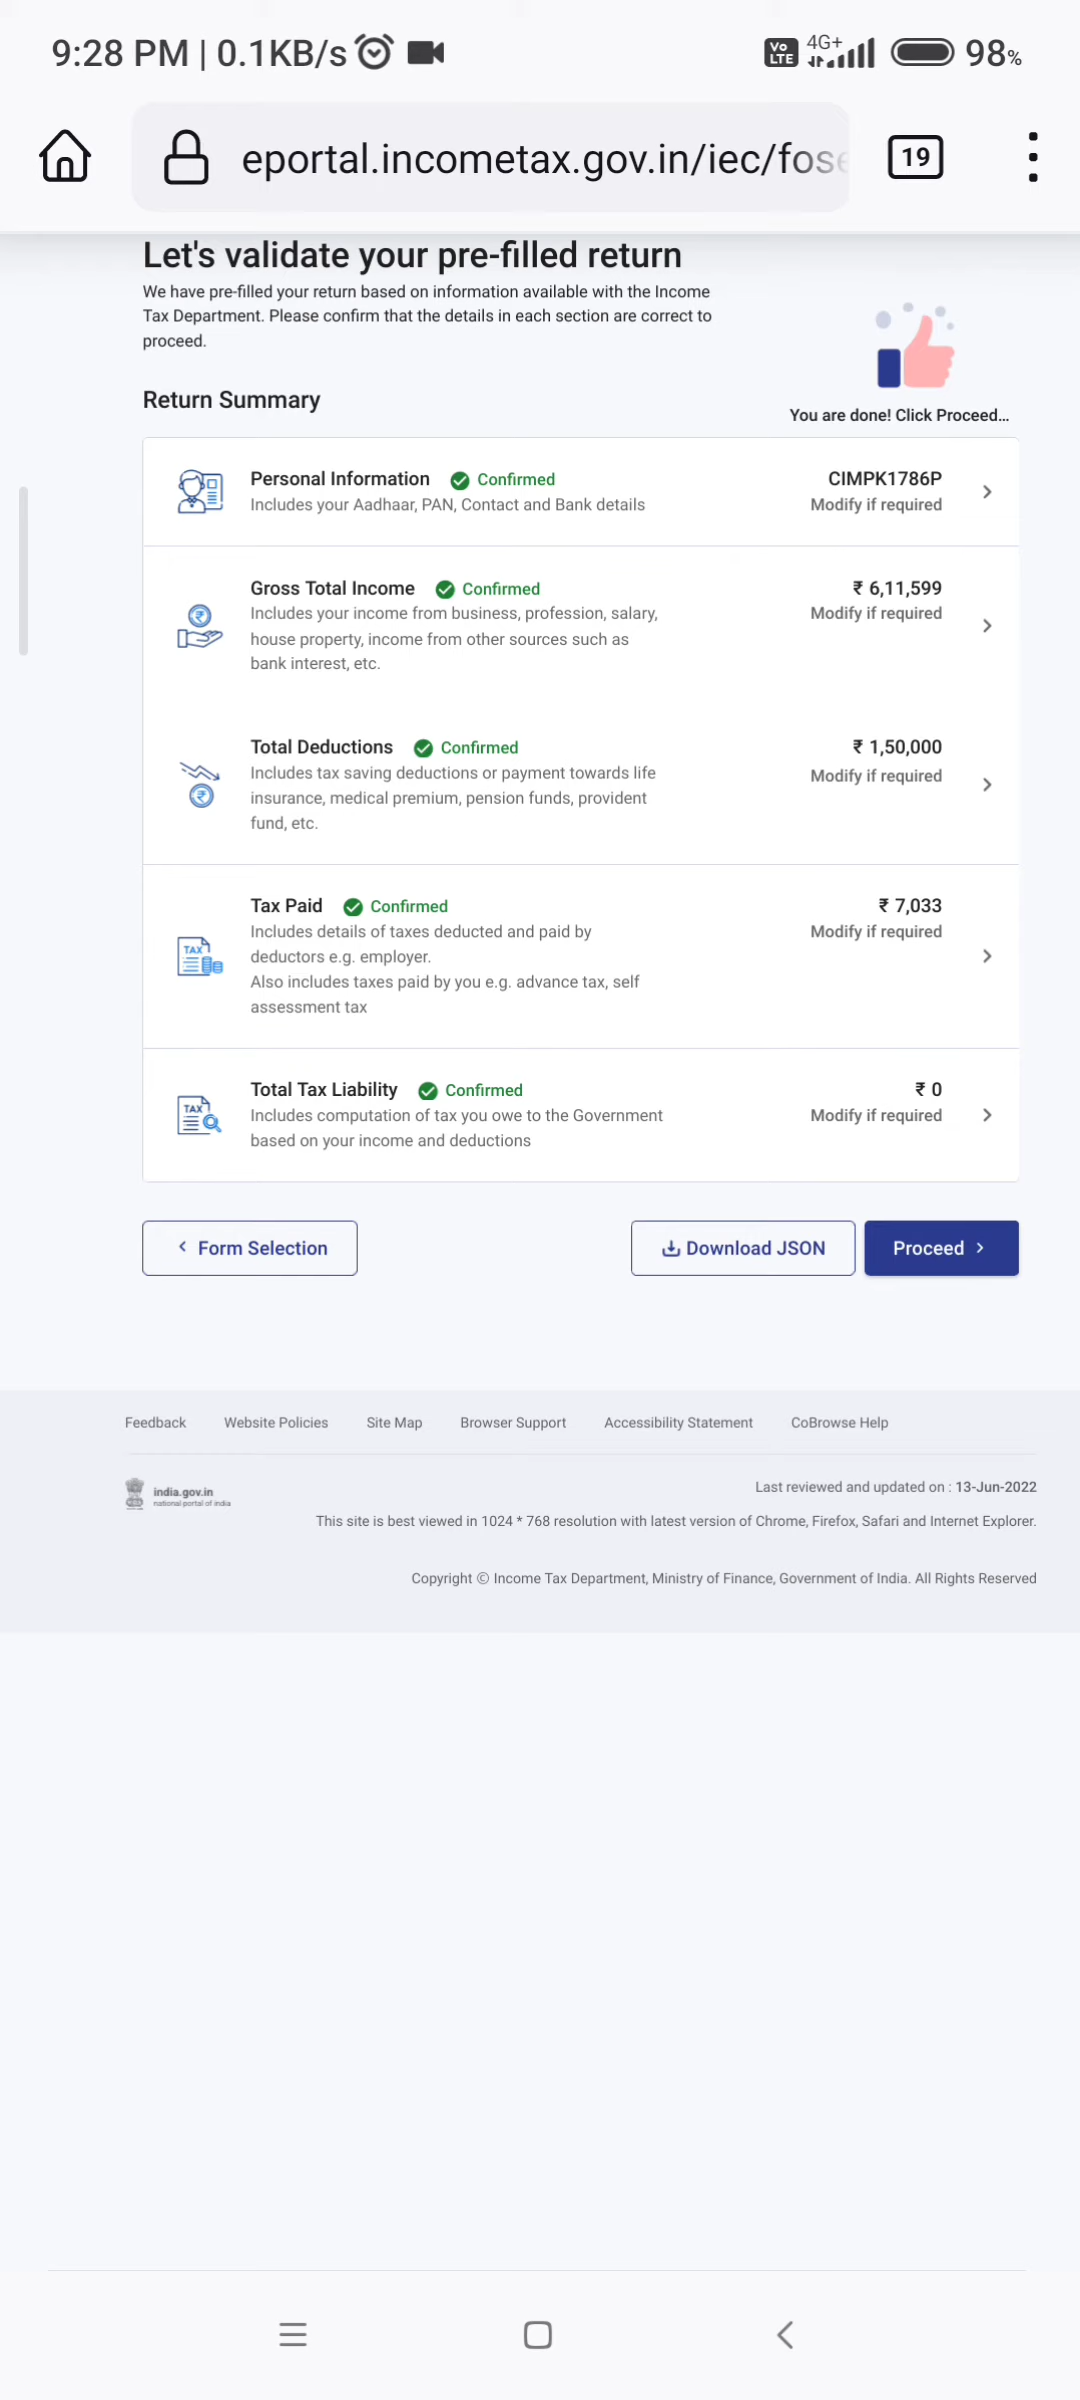 9:28 PM | 0.1KB/s
Vo LTE 4G+ 98%
eportal.incometax.gov.in/iec/fose
19
Let's validate your pre-filled return
We have pre-filled your return based on information available with the Income
Tax Department. Please confirm that the details in each section are correct to
proceed.
You are done! Click Proceed...
Return Summary
Personal Information Confirmed CIMPK1786P
Includes your Aadhaar, PAN, Contact and Bank details Modify if required
Gross Total Income Confirmed ₹ 6,11,599
Includes your income from business, profession, salary, Modify if required
house property, income from other sources such as
bank interest, etc.
Total Deductions Confirmed ₹ 1,50,000
Includes tax saving deductions or payment towards life Modify if required
insurance, medical premium, pension funds, provident
fund, etc.
Tax Paid Confirmed ₹ 7,033
Includes details of taxes deducted and paid by Modify if required
deductors e.g. employer.
Also includes taxes paid by you e.g. advance tax, self
assessment tax
TAX
Total Tax Liability Confirmed ₹ 0
Includes computation of tax you owe to the Government Modify if required
based on your income and deductions
TAX
Form Selection Download JSON Proceed
Feedback Website Policies Site Map Browser Support Accessibility Statement CoBrowse Help
india.gov.in
national portal of india
Last reviewed and updated on : 13-Jun-2022
This site is best viewed in 1024 * 768 resolution with latest version of Chrome, Firefox, Safari and Internet Explorer.
Copyright © Income Tax Department, Ministry of Finance, Government of India. All Rights Reserved